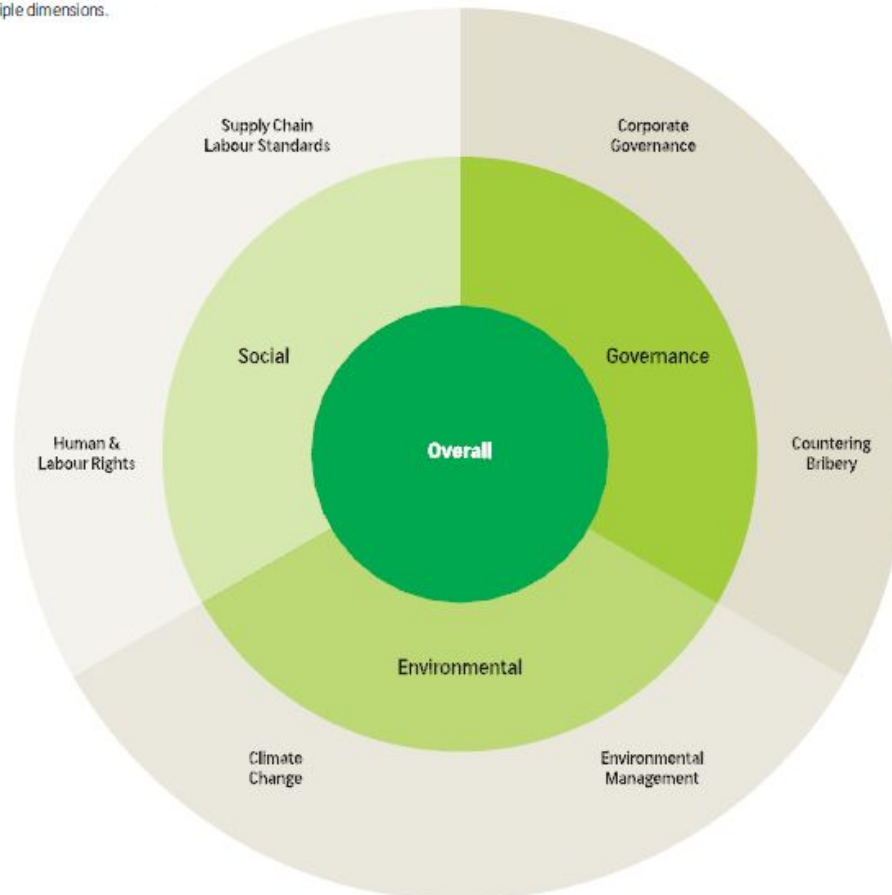 dimensions.
Supply Chain
Labour Standards
Corporate
Governance
Social
Governance
Human &
Labour Rights
Overall
Countering
Bribery
Environmental
Climate
Change
Environmental
Management